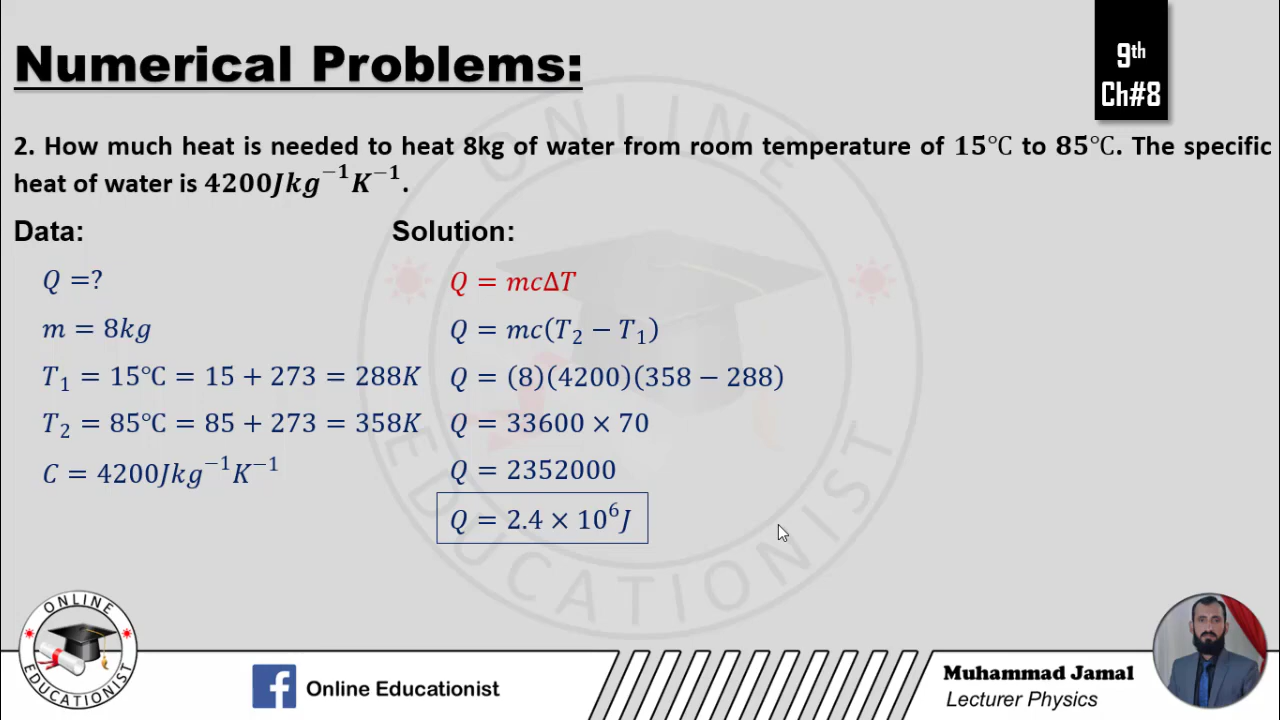 Numerical Problems:
9th
Ch#8
2. How much heat is needed to heat 8kg of water from room temperature of 15℃ to 85℃. The specific
heat of water is 4200Jkg⁻¹K⁻¹.
Data:
Solution:
Q =?
m = 8kg
T₁ = 15℃ = 15 + 273 = 288K
T₂ = 85℃ = 85 + 273 = 358K
C = 4200Jkg⁻¹K⁻¹
Q = mcΔT
Q = mc(T₂ − T₁)
Q = (8)(4200)(358 − 288)
Q = 33600 × 70
Q = 2352000
Q = 2.4 × 10⁶J
ONLINE
EDUCATIONIST
ONLINE
EDUCATIONIST
Online Educationist
Muhammad Jamal
Lecturer Physics